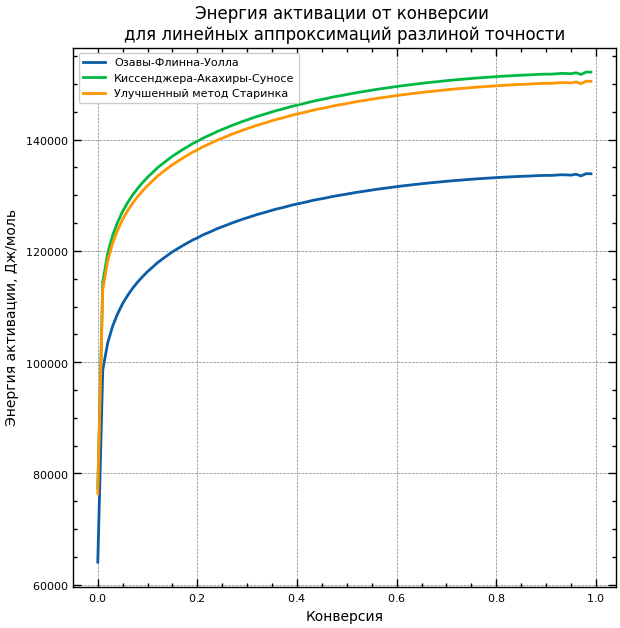 Энергия активации от конверсии
для линейных аппроксимаций разлиной точности
Озавы-Флинна-Уолла
Киссенджера-Акахиры-Суносе
Улучшенный метод Старинка
Энергия активации, Дж/моль
140000
120000
100000
80000
60000
0.0 0.2 0.4 0.6 0.8 1.0
Конверсия